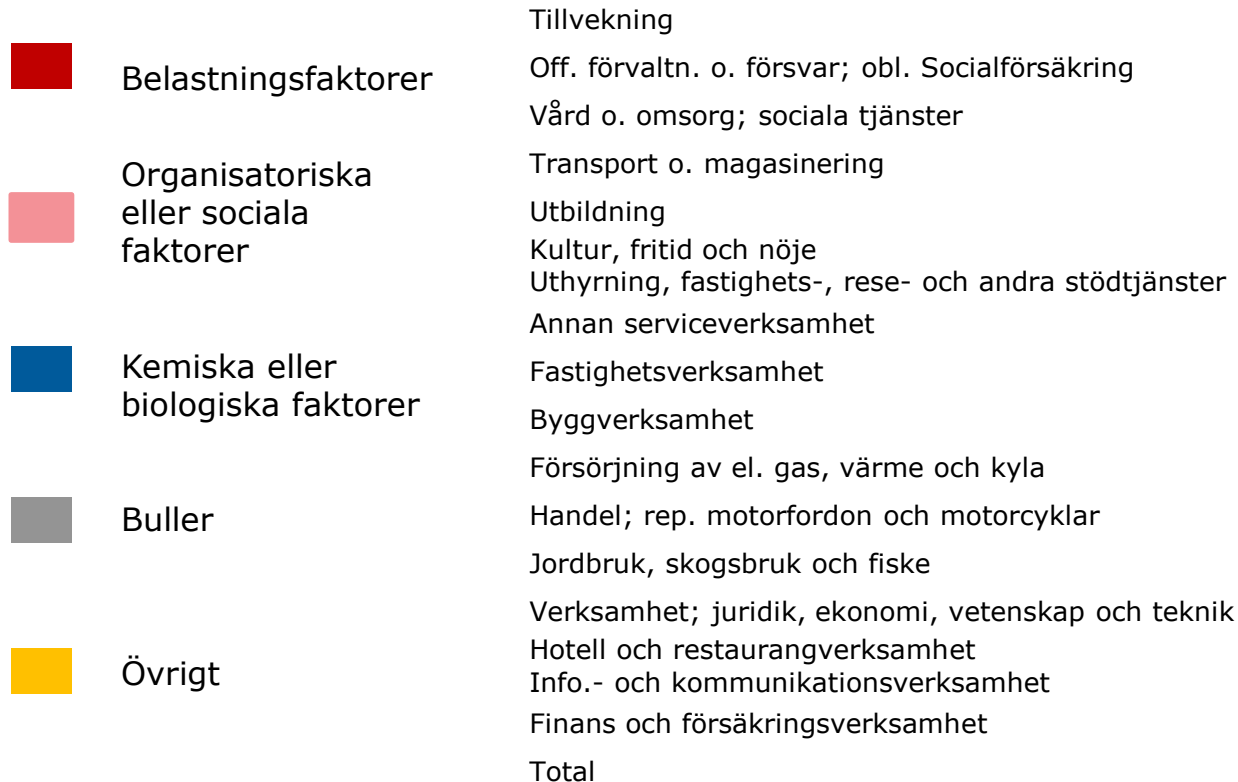 Belastningsfaktorer
Organisatoriska
eller sociala
faktorer
Kemiska eller
biologiska faktorer
Buller
Övrigt
Tillvekning
Off. förvaltn. o. försvar; obl. Socialförsäkring
Vård o. omsorg; sociala tjänster
Transport o. magasinering
Utbildning
Kultur, fritid och nöje
Uthyrning, fastighets-, rese- och andra stödtjänster
Annan serviceverksamhet
Fastighetsverksamhet
Byggverksamhet
Försörjning av el. gas, värme och kyla
Handel; rep. motorfordon och motorcyklar
Jordbruk, skogsbruk och fiske
Verksamhet; juridik, ekonomi, vetenskap och teknik
Hotell och restaurangverksamhet
Info.- och kommunikationsverksamhet
Finans och försäkringsverksamhet
Total